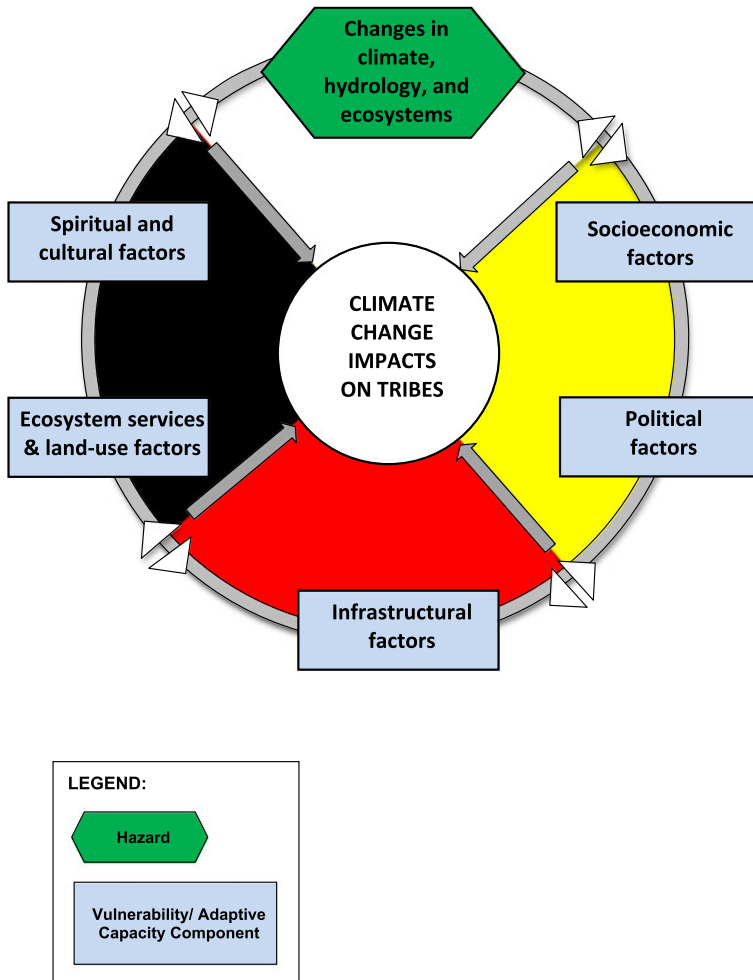 Changes in
climate,
hydrology, and
ecosystems
Spiritual and
cultural factors
Socioeconomic
factors
CLIMATE
CHANGE
IMPACTS
ON TRIBES
Ecosystem services
& land-use factors
Political
factors
Infrastructural
factors
LEGEND:
Hazard
Vulnerability/ Adaptive
Capacity Component